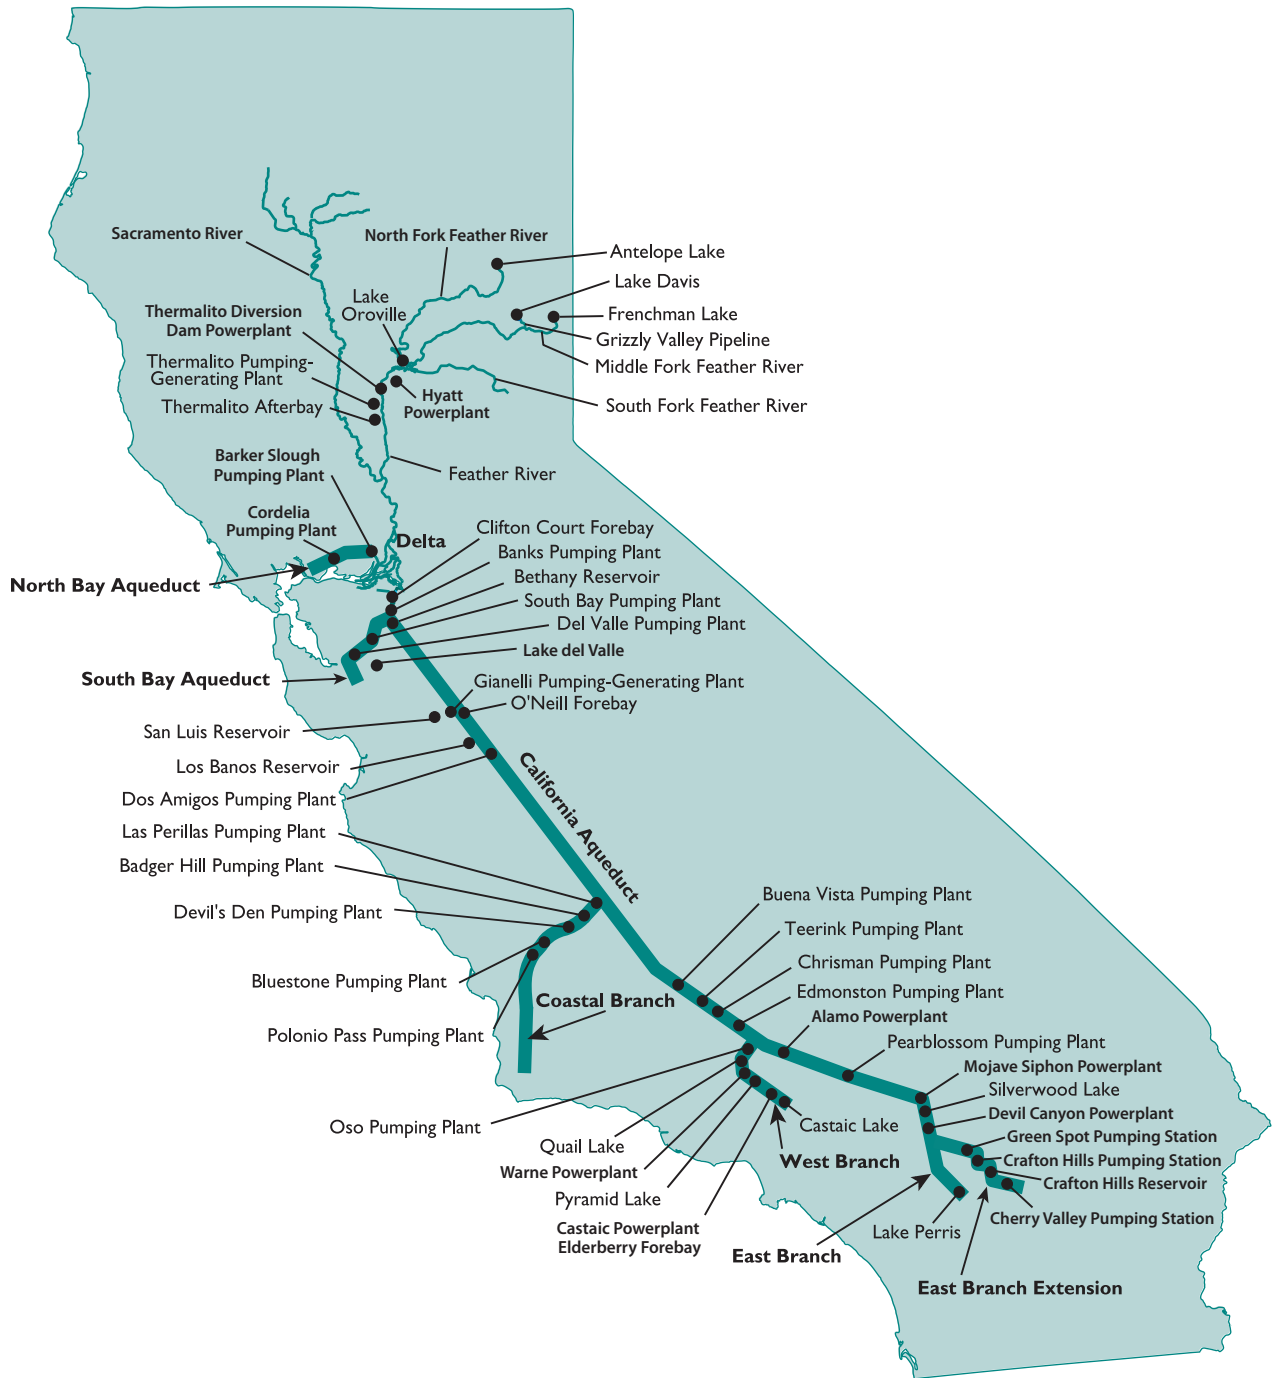 Sacramento River
North Fork Feather River
Antelope Lake
Lake Davis
Lake
Oroville
Thermalito Diversion
Dam Powerplant
Frenchman Lake
Grizzly Valley Pipeline
Thermalito Pumping-
Generating Plant
Middle Fork Feather River
Hyatt
Powerplant
Thermalito Afterbay
South Fork Feather River
Barker Slough
Pumping Plant
Feather River
Cordelia
Pumping Plant
Clifton Court Forebay
Delta
Banks Pumping Plant
North Bay Aqueduct
Bethany Reservoir
South Bay Pumping Plant
Del Valle Pumping Plant
Lake del Valle
South Bay Aqueduct
Gianelli Pumping-Generating Plant
O'Neill Forebay
San Luis Reservoir
Los Banos Reservoir
Dos Amigos Pumping Plant
California Aqueduct
Las Perillas Pumping Plant
Badger Hill Pumping Plant
Buena Vista Pumping Plant
Devil's Den Pumping Plant
Teerink Pumping Plant
Chrisman Pumping Plant
Bluestone Pumping Plant
Edmonston Pumping Plant
Coastal Branch
Alamo Powerplant
Polonio Pass Pumping Plant
Pearblossom Pumping Plant
Mojave Siphon Powerplant
Silverwood Lake
Devil Canyon Powerplant
Oso Pumping Plant
Castaic Lake
Green Spot Pumping Station
Quail Lake
West Branch
Crafton Hills Pumping Station
Warne Powerplant
Crafton Hills Reservoir
Pyramid Lake
Cherry Valley Pumping Station
Castaic Powerplant
Elderberry Forebay
Lake Perris
East Branch
East Branch Extension